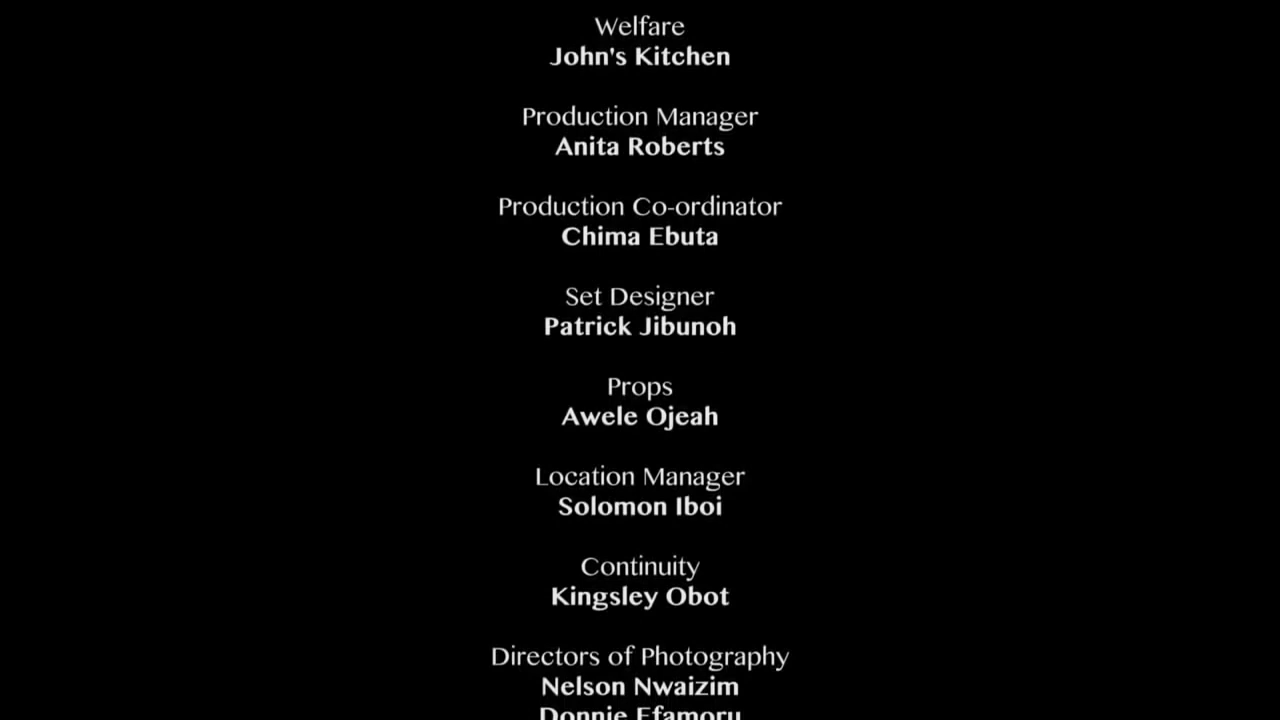 Welfare
John's Kitchen
Production Manager
Anita Roberts
Production Co-ordinator
Chima Ebuta
Set Designer
Patrick Jibunoh
Props
Awele Ojeah
Location Manager
Solomon Iboi
Continuity
Kingsley Obot
Directors of Photography
Nelson Nwaizim
Donnie Efamoru